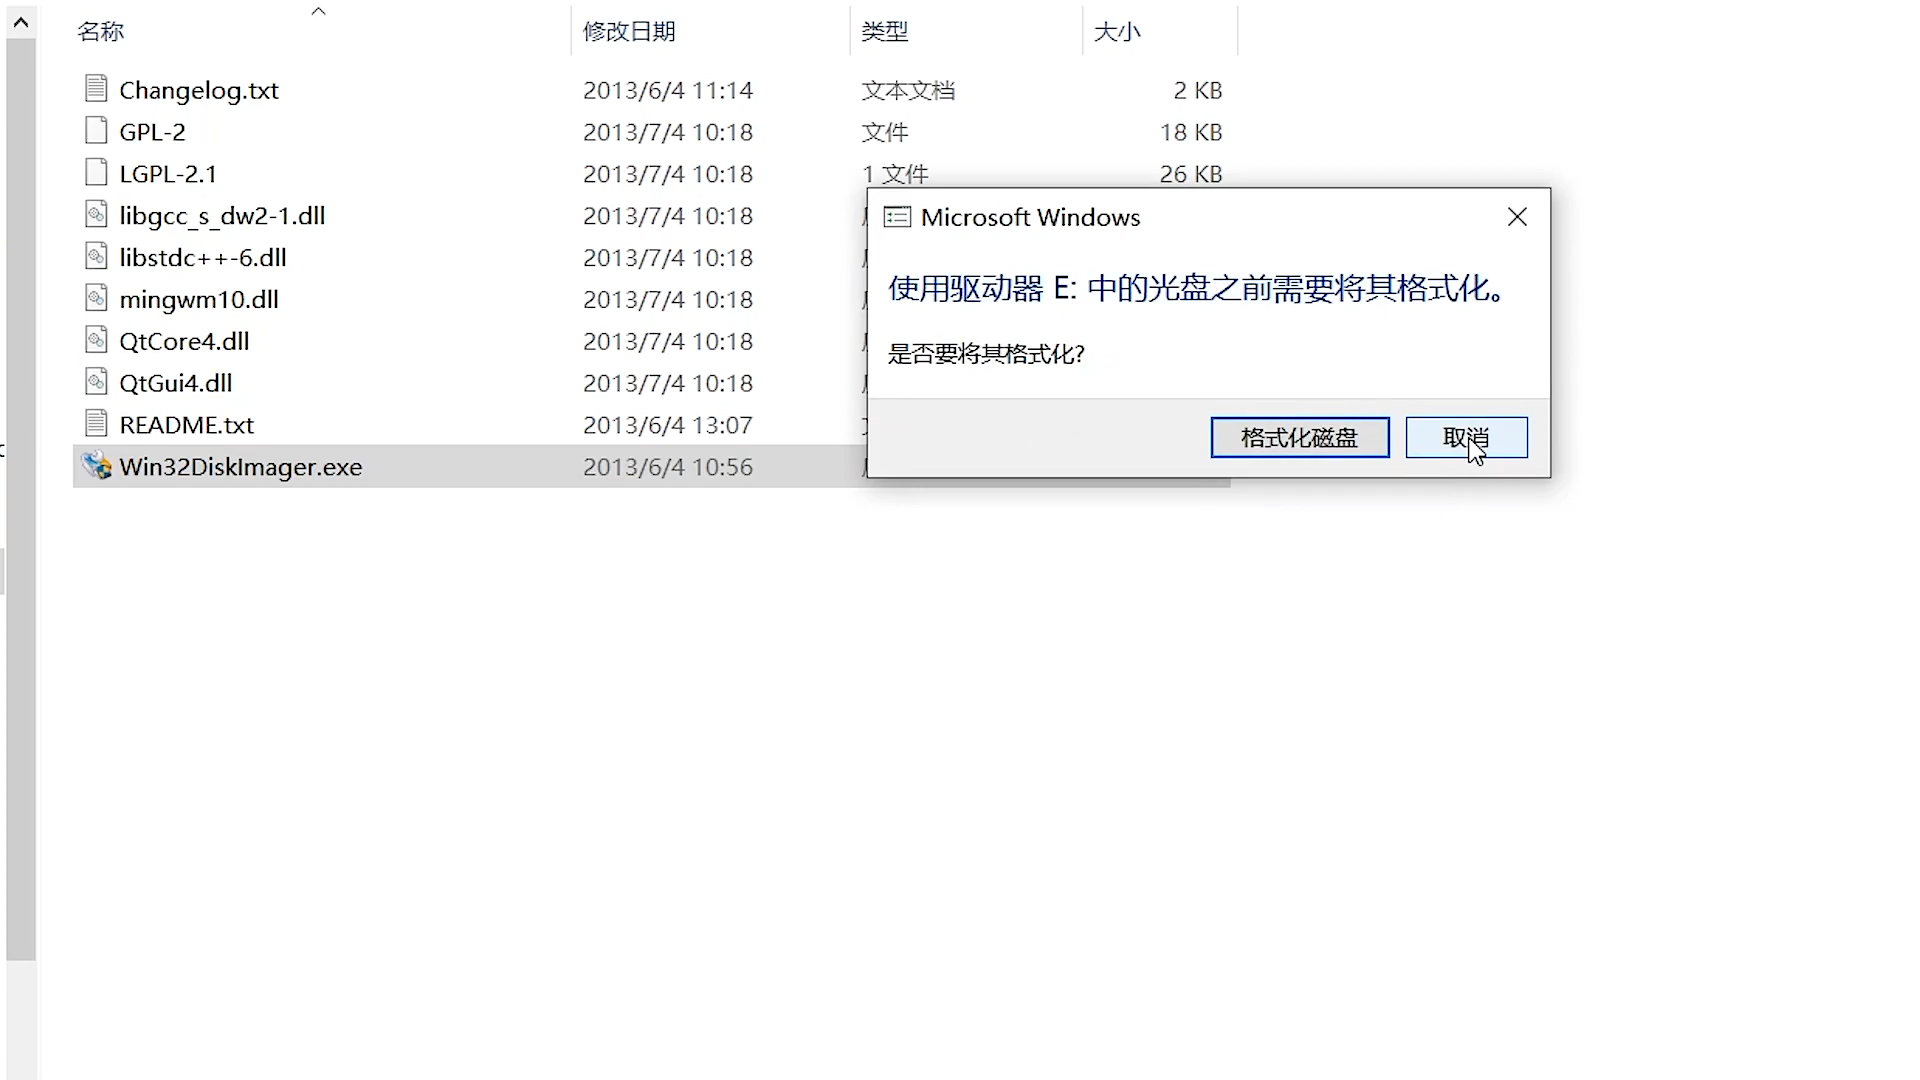 名称 修改日期 类型 大小
Changelog.txt 2013/6/4 11:14 文本文档 2 KB
GPL-2 2013/7/4 10:18 文件 18 KB
LGPL-2.1 2013/7/4 10:18 1 文件 26 KB
libgcc_s_dw2-1.dll 2013/7/4 10:18
libstdc++-6.dll 2013/7/4 10:18
mingwm10.dll 2013/7/4 10:18
QtCore4.dll 2013/7/4 10:18
QtGui4.dll 2013/7/4 10:18
README.txt 2013/6/4 13:07
Win32DiskImager.exe 2013/6/4 10:56
Microsoft Windows
使用驱动器 E: 中的光盘之前需要将其格式化。
是否要将其格式化?
格式化磁盘 取消